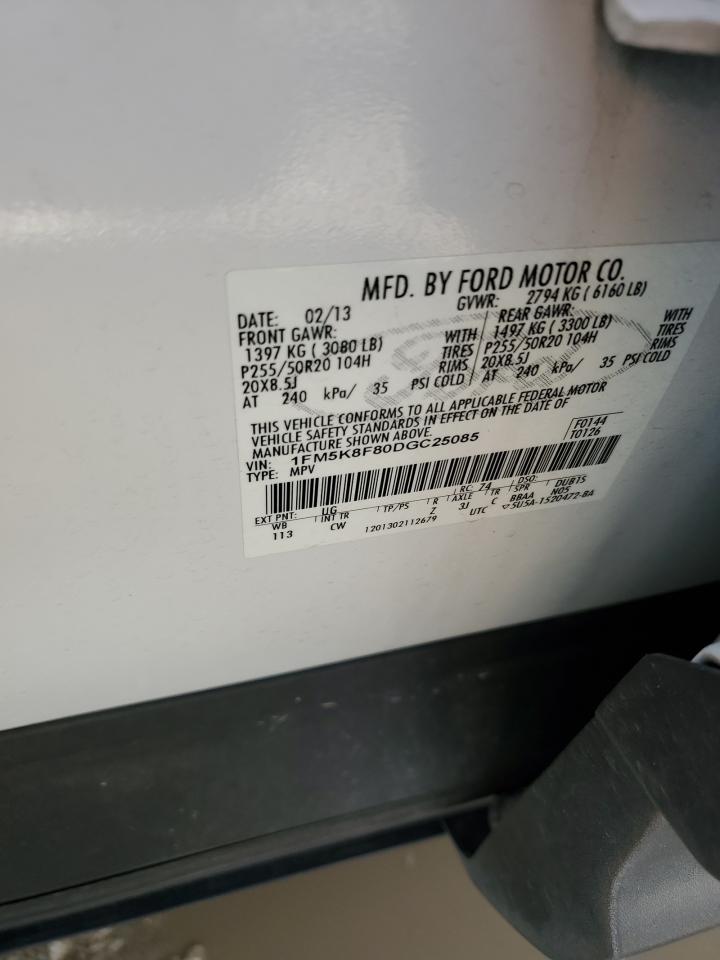 MFD. BY FORD MOTOR CO.
DATE: 02/13 GVWR: 2794 KG ( 6160 LB)
FRONT GAWR: REAR GAWR:
1397 KG ( 3080 LB) WITH 1497 KG ( 3300 LB) WITH
P255/50R20 104H TIRES P255/50R20 104H TIRES
20X8.5J RIMS 20X8.5J RIMS
AT 240 kPa/ 35 PSI COLD AT 240 kPa/ 35 PSI COLD
THIS VEHICLE CONFORMS TO ALL APPLICABLE FEDERAL MOTOR
VEHICLE SAFETY STANDARDS IN EFFECT ON THE DATE OF
MANUFACTURE SHOWN ABOVE. F0144
VIN: 1FM5K8F80DGC25085 T0126
TYPE: MPV
EXT PNT: UG RC: 74 DSO:
WB INT TR TP/PS R AXLE TR SPR DUB15
113 CW Z 3J C BBAA N05
1201302112679 UTC ▽5U5A-1520472-BA